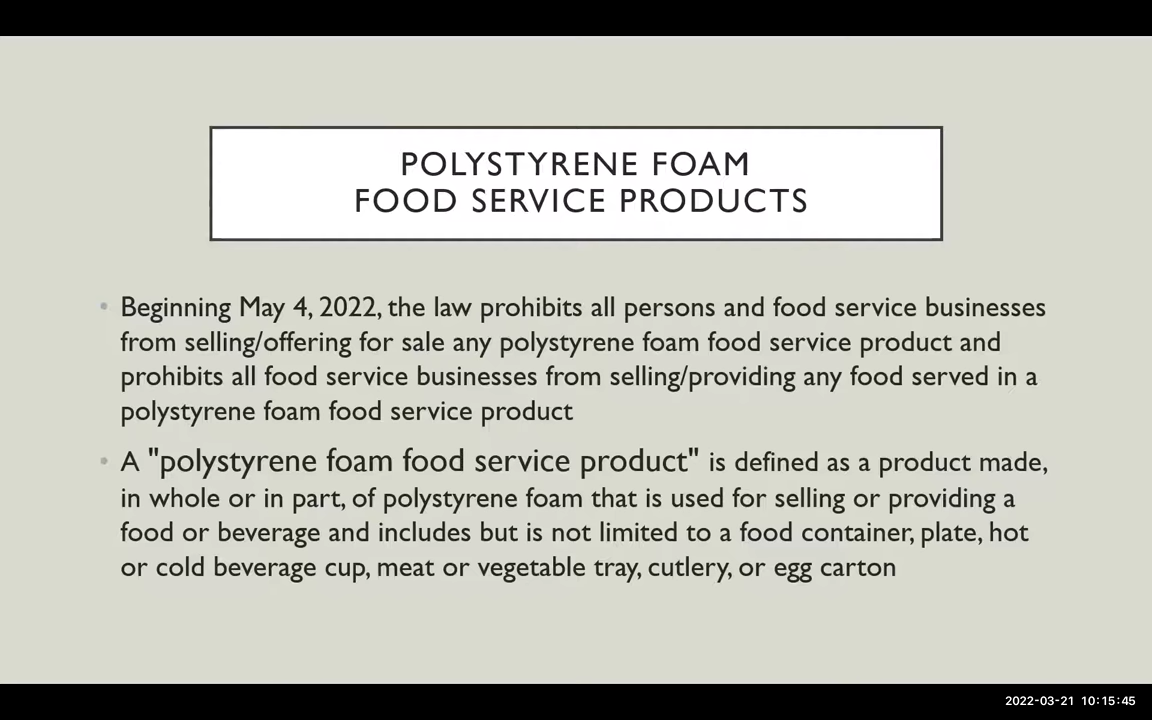 POLYSTYRENE FOAM
FOOD SERVICE PRODUCTS
• Beginning May 4, 2022, the law prohibits all persons and food service businesses
from selling/offering for sale any polystyrene foam food service product and
prohibits all food service businesses from selling/providing any food served in a
polystyrene foam food service product
• A "polystyrene foam food service product" is defined as a product made,
in whole or in part, of polystyrene foam that is used for selling or providing a
food or beverage and includes but is not limited to a food container, plate, hot
or cold beverage cup, meat or vegetable tray, cutlery, or egg carton
2022-03-21 10:15:45